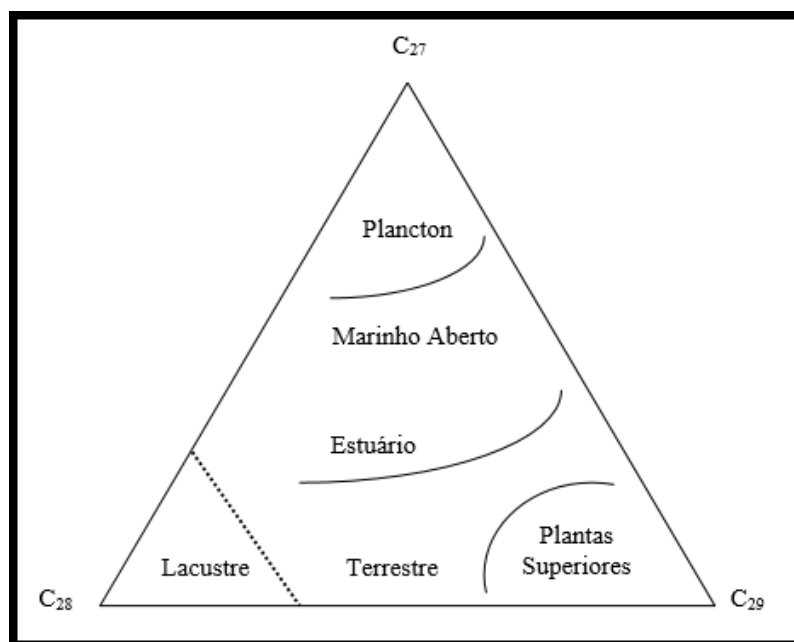 C₂₇
Plancton
Marinho Aberto
Estuário
Lacustre
Terrestre
Plantas
Superiores
C₂₈
C₂₉